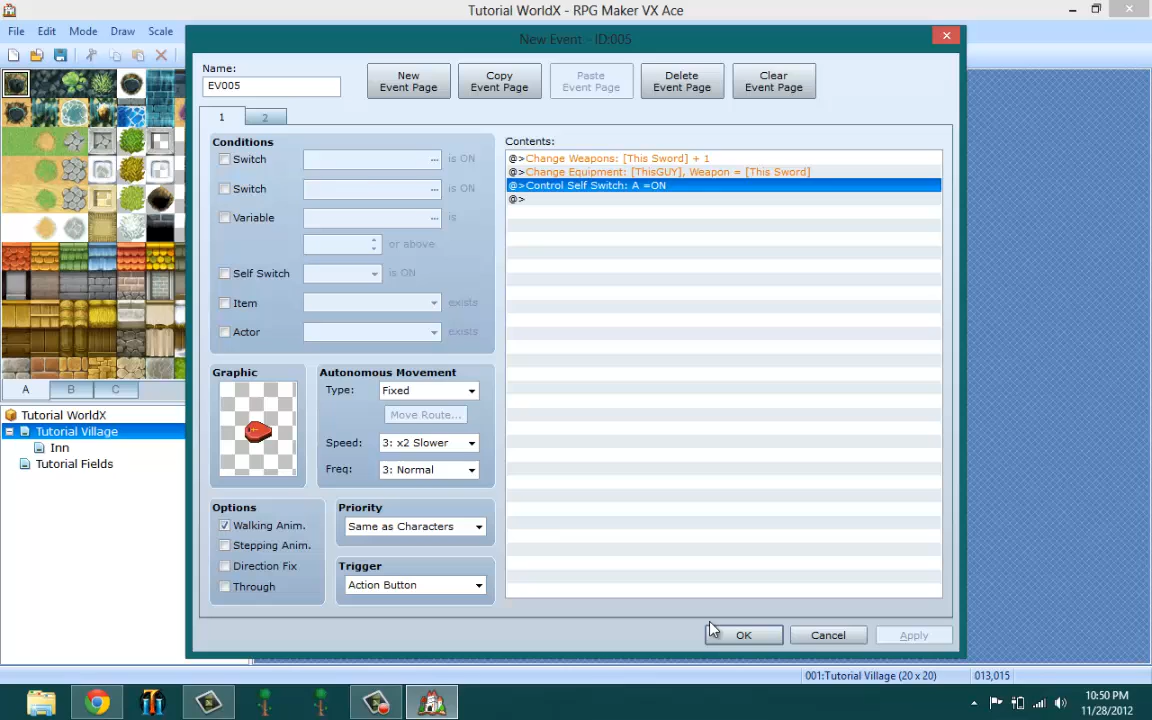 Tutorial WorldX - RPG Maker VX Ace
File Edit Mode Draw Scale
New Event - ID:005
Name:
EV005
New Event Page
Copy Event Page
Paste Event Page
Delete Event Page
Clear Event Page
1 2
Conditions
Switch ... is ON
Switch ... is ON
Variable ... is
or above
Self Switch is ON
Item exists
Actor exists
Graphic
Autonomous Movement
Type: Fixed
Move Route...
Speed: 3: x2 Slower
Freq: 3: Normal
Options
Walking Anim.
Stepping Anim.
Direction Fix
Through
Priority
Same as Characters
Trigger
Action Button
Contents:
@>Change Weapons: [This Sword] + 1
@>Change Equipment: [ThisGUY], Weapon = [This Sword]
@>Control Self Switch: A =ON
@>
OK Cancel Apply
A B C
Tutorial WorldX
Tutorial Village
Inn
Tutorial Fields
001:Tutorial Village (20 x 20) 013,015
10:50 PM
11/28/2012